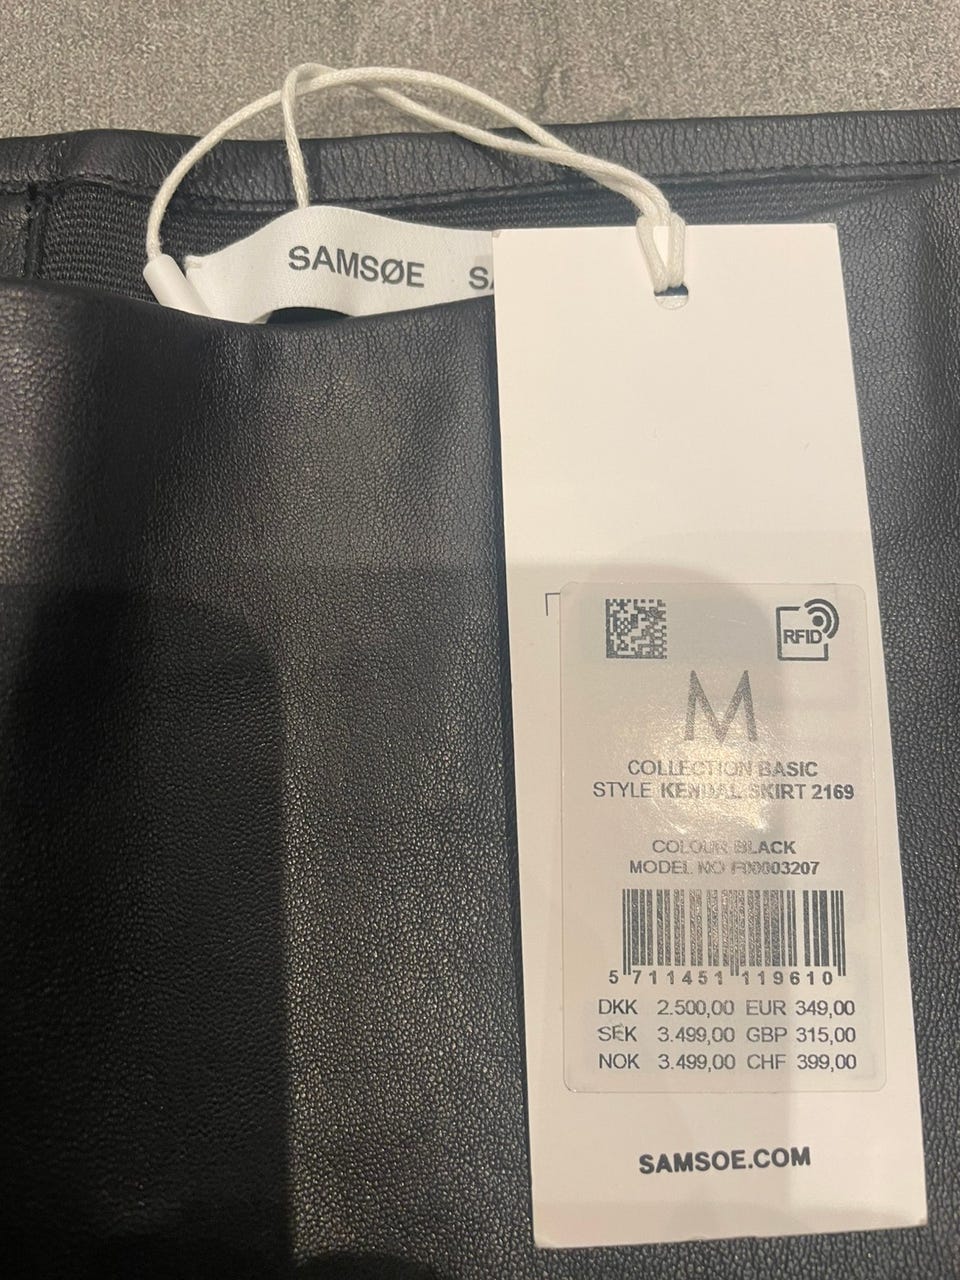 SAMSØE SA
RFID
M
COLLECTION BASIC
STYLE KENDAL SKIRT 2169
COLOUR BLACK
MODEL NO F00003207
5 711451 119610
DKK 2.500,00 EUR 349,00
SEK 3.499,00 GBP 315,00
NOK 3.499,00 CHF 399,00
SAMSOE.COM